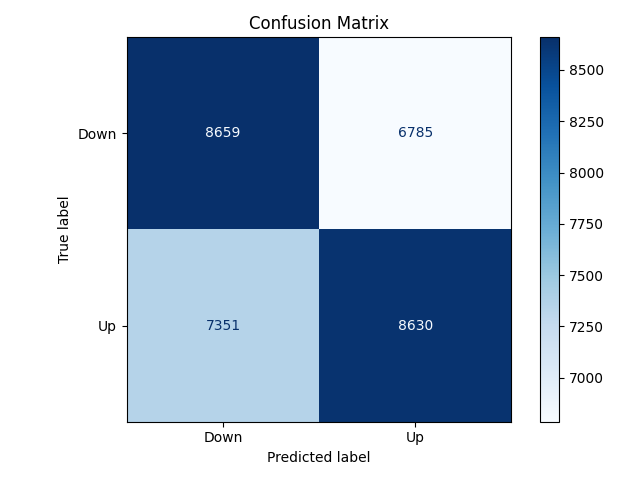 Confusion Matrix
True label
Down
Up
8659 6785
7351 8630
Down Up
Predicted label
8500
8250
8000
7750
7500
7250
7000